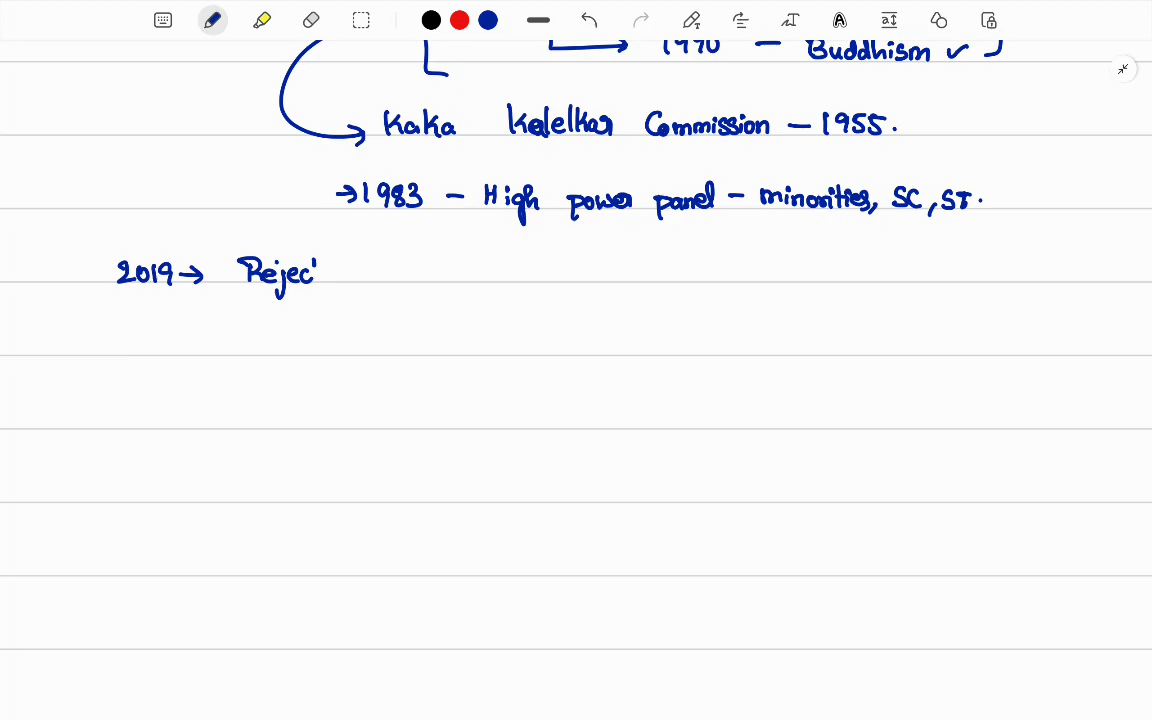 1990 — Buddhism ✓
Kaka Kalelkar Commission — 1955.
→ 1983 — High power panel — minorities, SC, ST.
2019 → Rejec